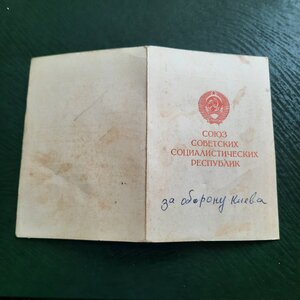 СОЮЗ
СОВЕТСКИХ
СОЦИАЛИСТИЧЕСКИХ
РЕСПУБЛИК
за оборону Киева